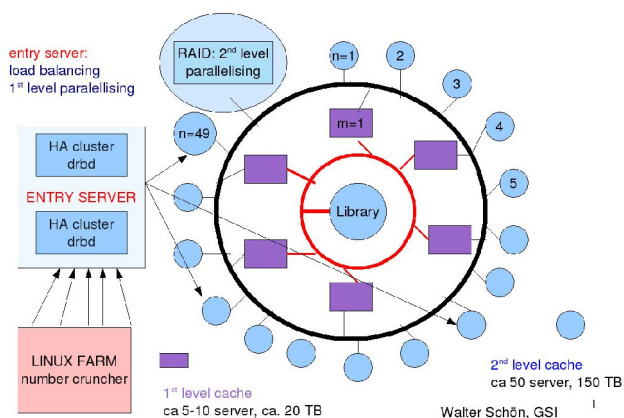 entry server:
load balancing
1st level paralellising
RAID: 2nd level
parallelising
n=1
2
3
4
5
n=49
m=1
Library
HA cluster
drbd
ENTRY SERVER
HA cluster
drbd
LINUX FARM
number cruncher
1st level cache
ca 5-10 server, ca. 20 TB
2nd level cache
ca 50 server, 150 TB
Walter Schön, GSI